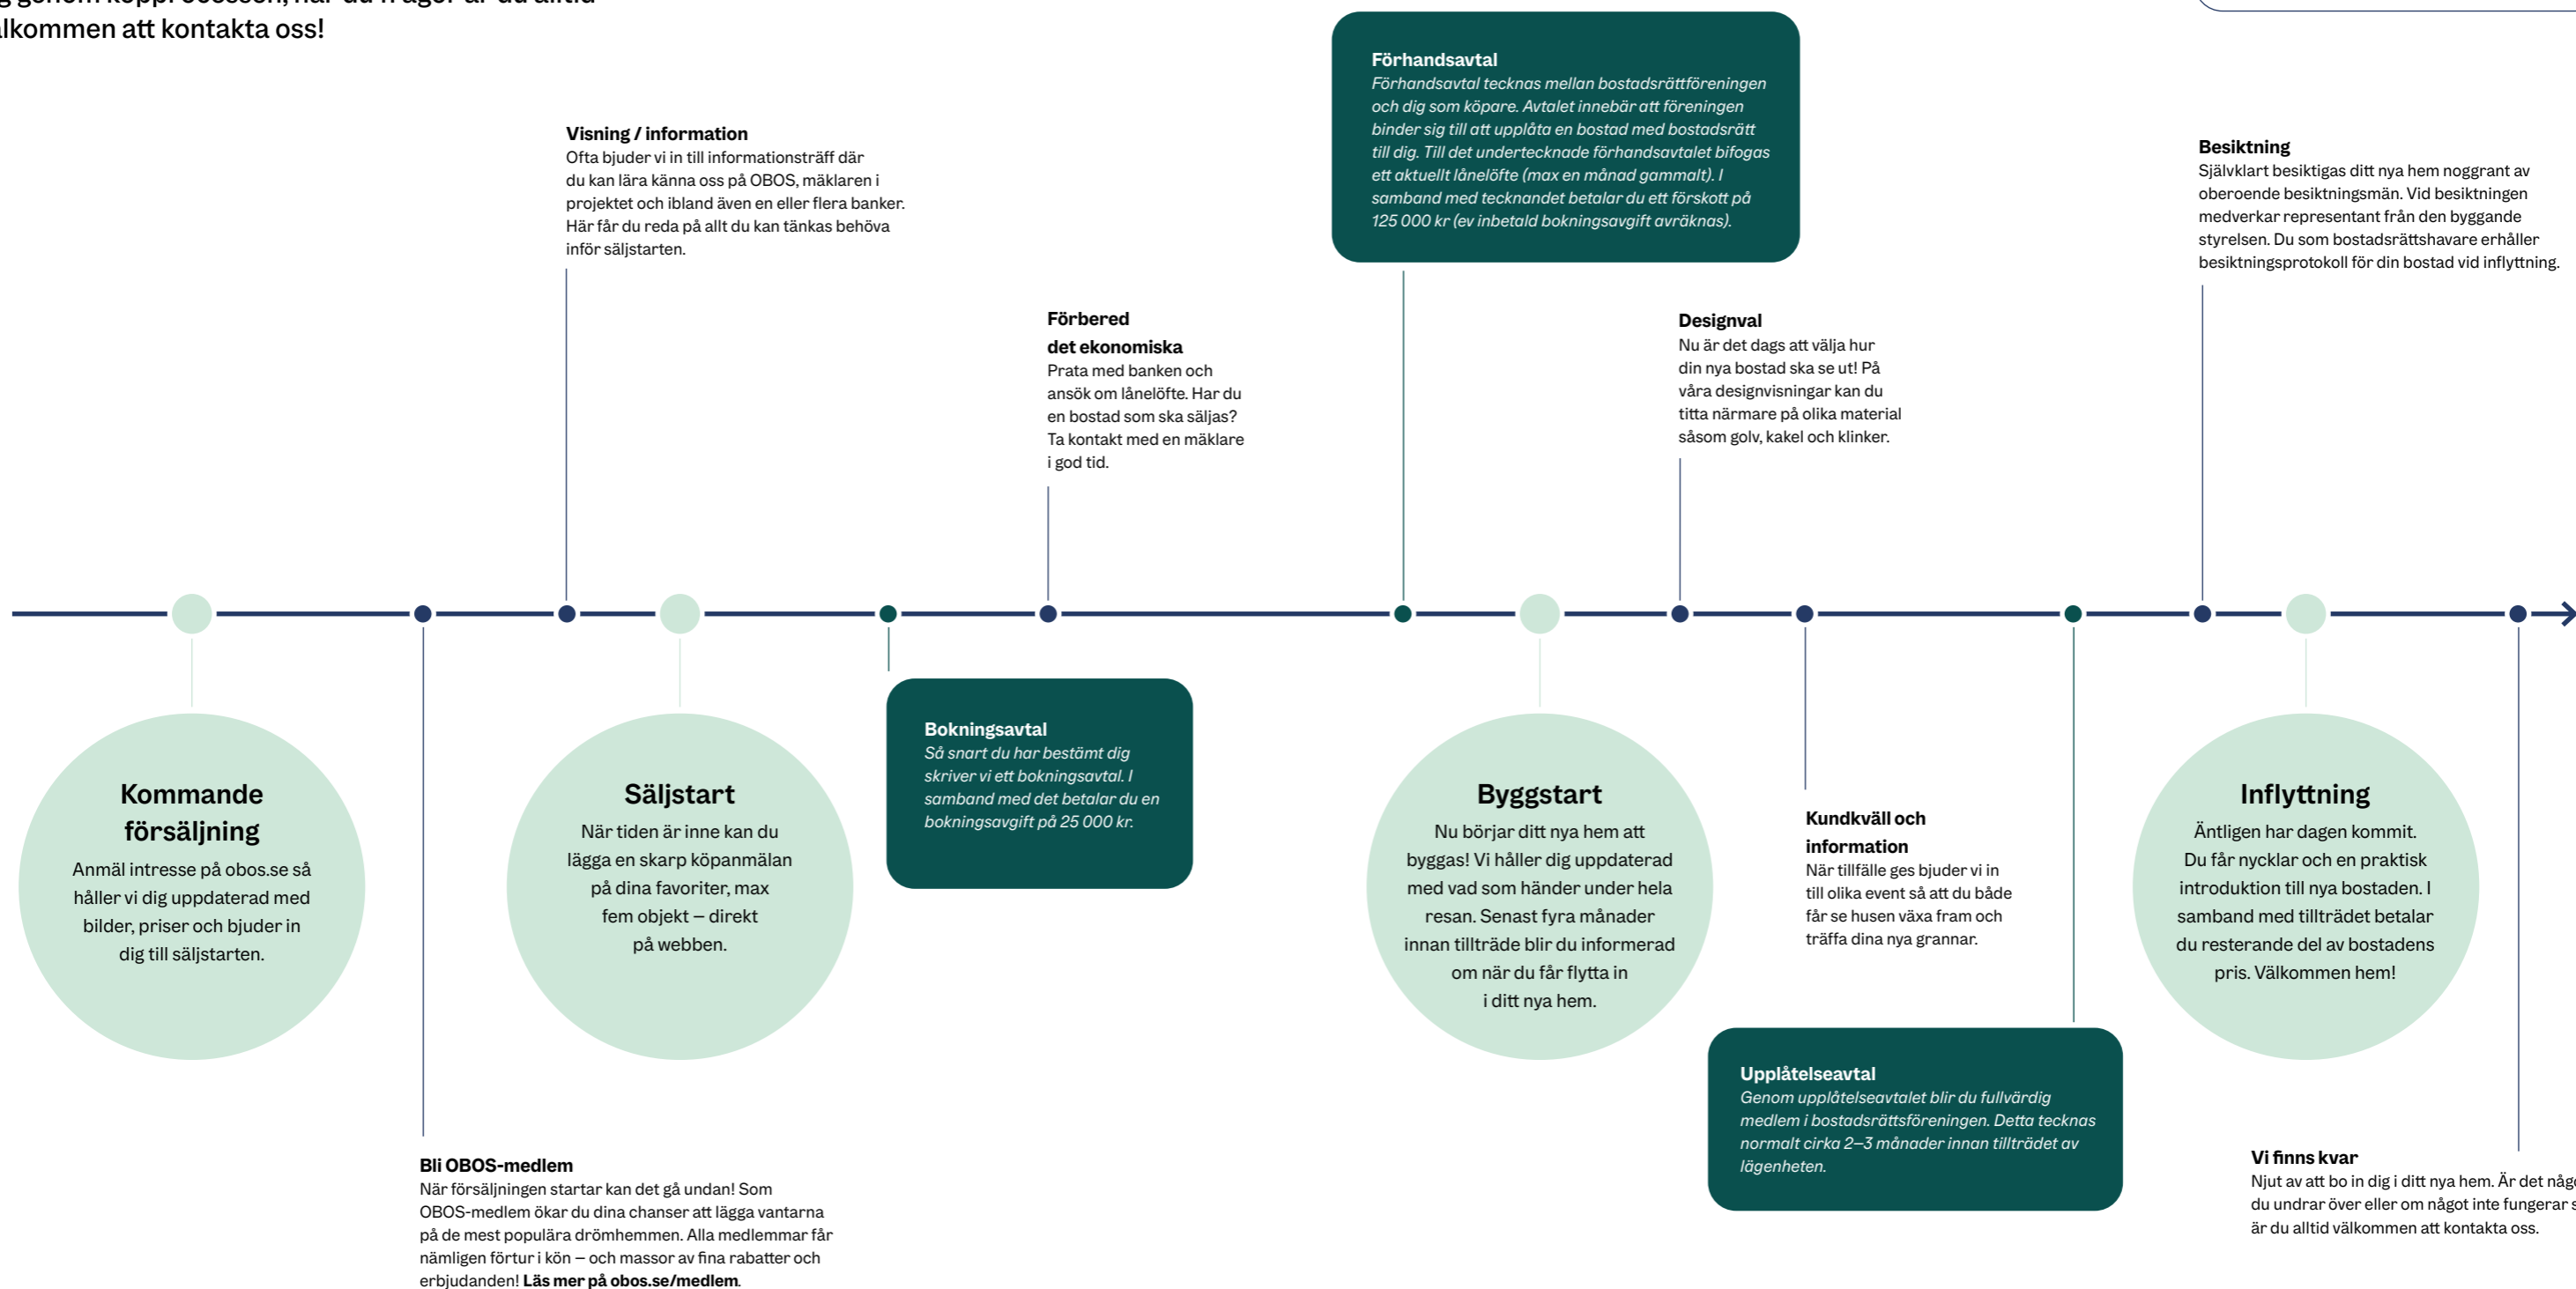 genom köpprocessen, har du frågor är du alltid
lkommen att kontakta oss!
Förhandsavtal
Förhandsavtal tecknas mellan bostadsrättföreningen
och dig som köpare. Avtalet innebär att föreningen
binder sig till att upplåta en bostad med bostadsrätt
till dig. Till det undertecknade förhandsavtalet bifogas
ett aktuellt lånelöfte (max en månad gammalt). I
samband med tecknandet betalar du ett förskott på
125 000 kr (ev inbetald bokningsavgift avräknas).
Visning / information
Ofta bjuder vi in till informationsträff där
du kan lära känna oss på OBOS, mäklaren i
projektet och ibland även en eller flera banker.
Här får du reda på allt du kan tänkas behöva
inför säljstarten.
Besiktning
Självklart besiktigas ditt nya hem noggrant av
oberoende besiktningsmän. Vid besiktningen
medverkar representant från den byggande
styrelsen. Du som bostadsrättshavare erhåller
besiktningsprotokoll för din bostad vid inflyttning.
Förbered
det ekonomiska
Prata med banken och
ansök om lånelöfte. Har du
en bostad som ska säljas?
Ta kontakt med en mäklare
i god tid.
Designval
Nu är det dags att välja hur
din nya bostad ska se ut! På
våra designvisningar kan du
titta närmare på olika material
såsom golv, kakel och klinker.
Kommande
försäljning
Anmäl intresse på obos.se så
håller vi dig uppdaterad med
bilder, priser och bjuder in
dig till säljstarten.
Säljstart
När tiden är inne kan du
lägga en skarp köpanmälan
på dina favoriter, max
fem objekt – direkt
på webben.
Bokningsavtal
Så snart du har bestämt dig
skriver vi ett bokningsavtal. I
samband med det betalar du en
bokningsavgift på 25 000 kr.
Byggstart
Nu börjar ditt nya hem att
byggas! Vi håller dig uppdaterad
med vad som händer under hela
resan. Senast fyra månader
innan tillträde blir du informerad
om när du får flytta in
i ditt nya hem.
Kundkväll och
information
När tillfälle ges bjuder vi in
till olika event så att du både
får se husen växa fram och
träffa dina nya grannar.
Inflyttning
Äntligen har dagen kommit.
Du får nycklar och en praktisk
introduktion till nya bostaden. I
samband med tillträdet betalar
du resterande del av bostadens
pris. Välkommen hem!
Upplåtelseavtal
Genom upplåtelseavtalet blir du fullvärdig
medlem i bostadsrättsföreningen. Detta tecknas
normalt cirka 2–3 månader innan tillträdet av
lägenheten.
Bli OBOS-medlem
När försäljningen startar kan det gå undan! Som
OBOS-medlem ökar du dina chanser att lägga vantarna
på de mest populära drömhemmen. Alla medlemmar får
nämligen förtur i kön – och massor av fina rabatter och
erbjudanden! Läs mer på obos.se/medlem.
Vi finns kvar
Njut av att bo in dig i ditt nya hem. Är det någ
du undrar över eller om något inte fungerar s
är du alltid välkommen att kontakta oss.